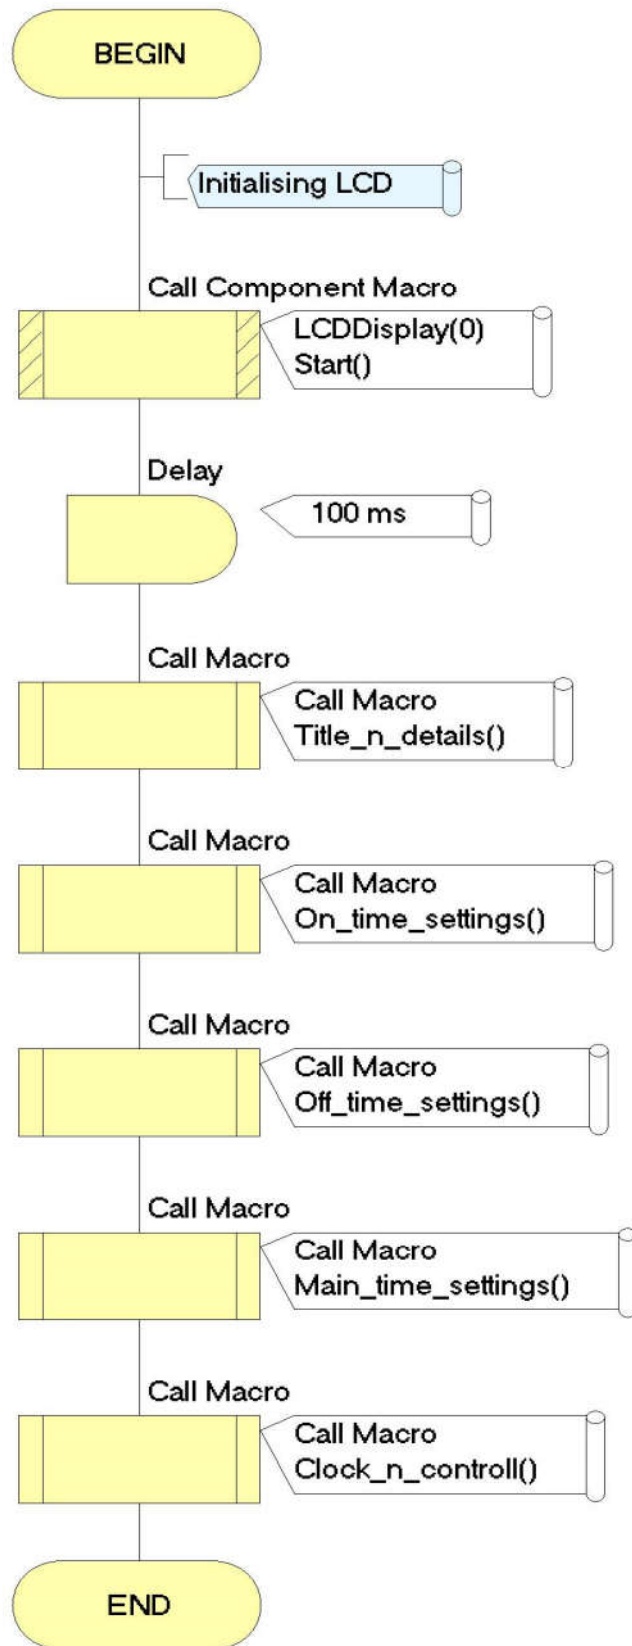 BEGIN
Initialising LCD
Call Component Macro
LCDDisplay(0)
Start()
Delay
100 ms
Call Macro
Call Macro
Title_n_details()
Call Macro
Call Macro
On_time_settings()
Call Macro
Call Macro
Off_time_settings()
Call Macro
Call Macro
Main_time_settings()
Call Macro
Call Macro
Clock_n_controll()
END